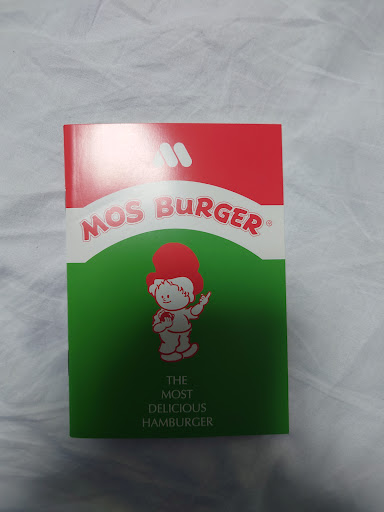 MOS BURGER®
THE
MOST
DELICIOUS
HAMBURGER